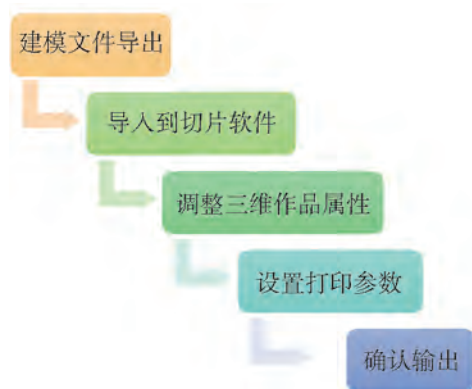 建模文件导出
导入到切片软件
调整三维作品属性
设置打印参数
确认输出